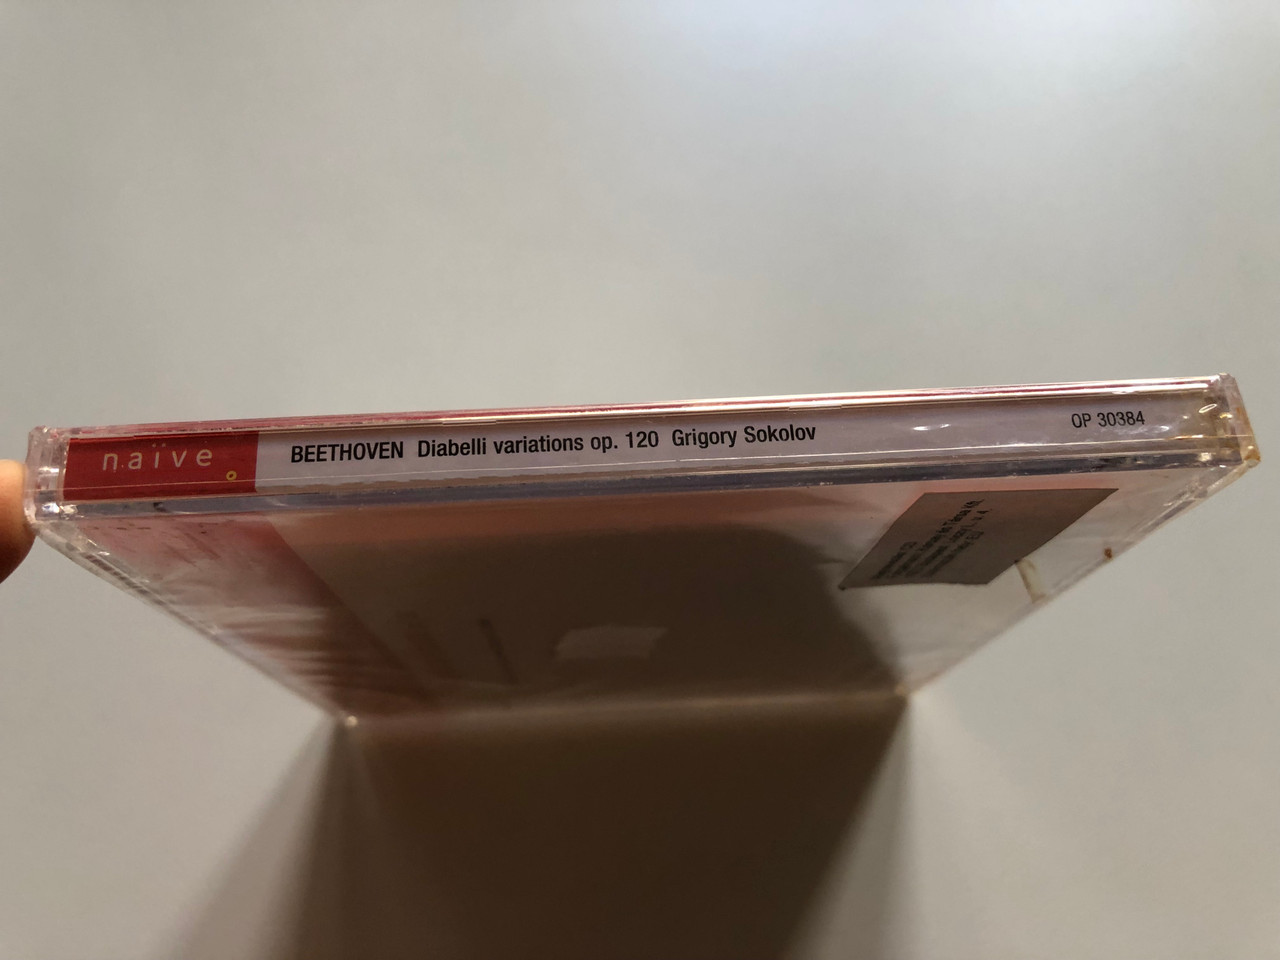 naïve
BEETHOVEN Diabelli variations op. 120 Grigory Sokolov
OP 30384